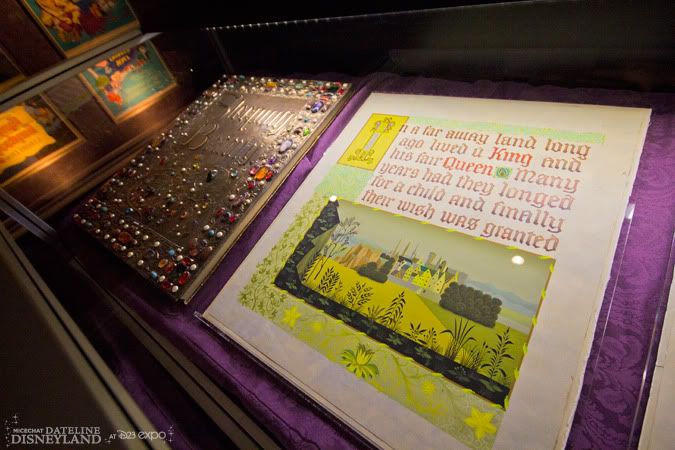 In a far away land long
ago lived a King and
his fair Queen Many
years had they longed
for a child and finally
their wish was granted
MICECHAT DATELINE
DISNEYLAND AT D23 EXPO